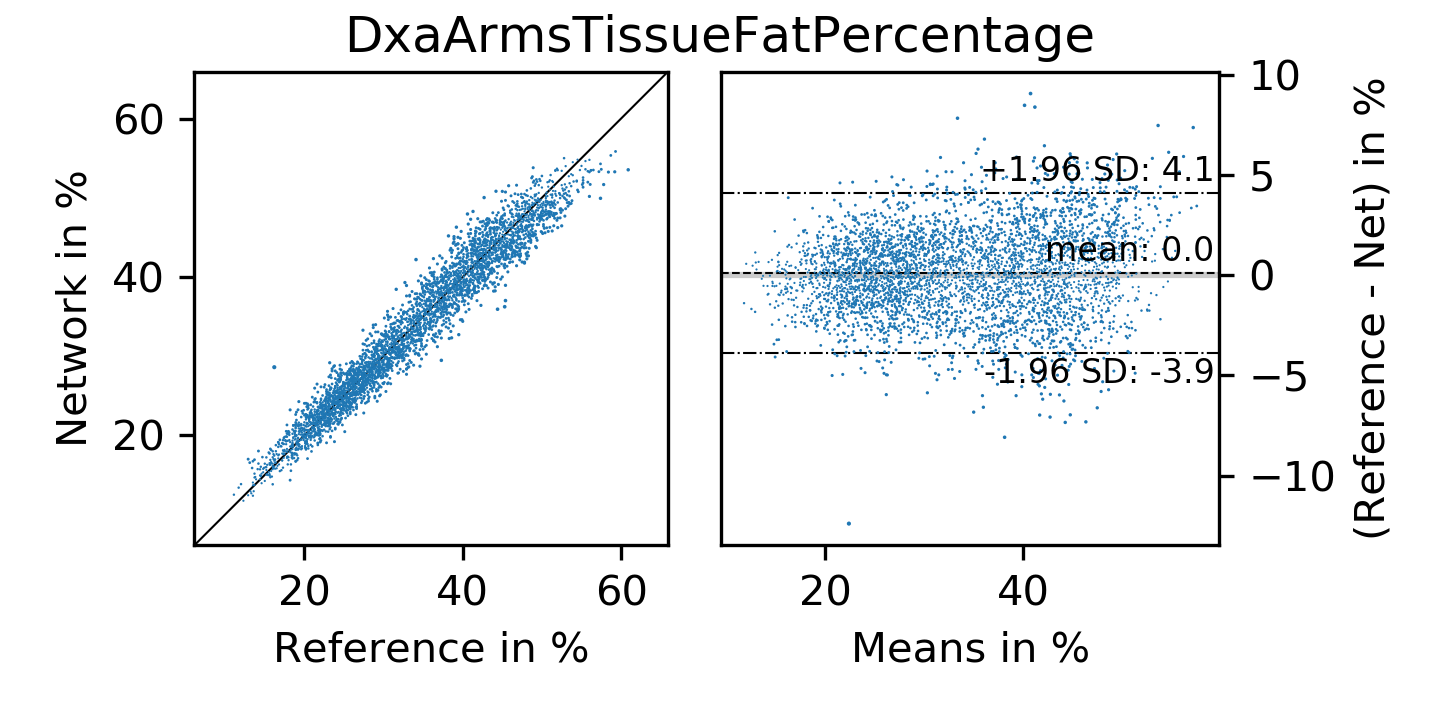 DxaArmsTissueFatPercentage
Network in %
60
40
20
20
40
60
Reference in %
+1.96 SD: 4.1
mean: 0.0
-1.96 SD: -3.9
10
5
0
−5
−10
(Reference - Net) in %
20
40
Means in %